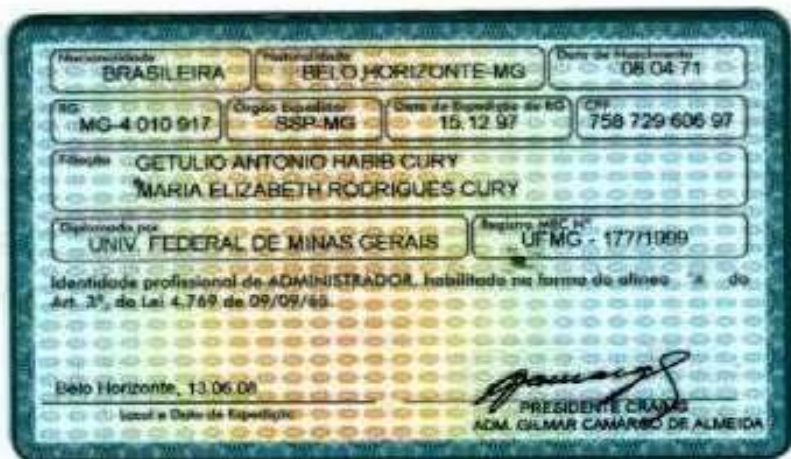 Nacionalidade Naturalidade Data de Nascimento
BRASILEIRA BELO HORIZONTE-MG 08.04.71
RG Órgão Expedidor Data de Expedição do RG CPF
MG-4 010 917 SSP-MG 15.12.97 758 729 606 97
Filiação GETULIO ANTONIO HABIB CURY
MARIA ELIZABETH RODRIGUES CURY
Diplomado por Registro MEC Nº
UNIV. FEDERAL DE MINAS GERAIS UFMG - 177/1999
Identidade profissional de ADMINISTRADOR, habilitado na forma da alínea "a" do
Art. 3º, da Lei 4.769 de 09/09/65.
Belo Horizonte, 13.06.08
Local e Data de Expedição
PRESIDENTE CRA/MG
ADM. GILMAR CAMARGO DE ALMEIDA